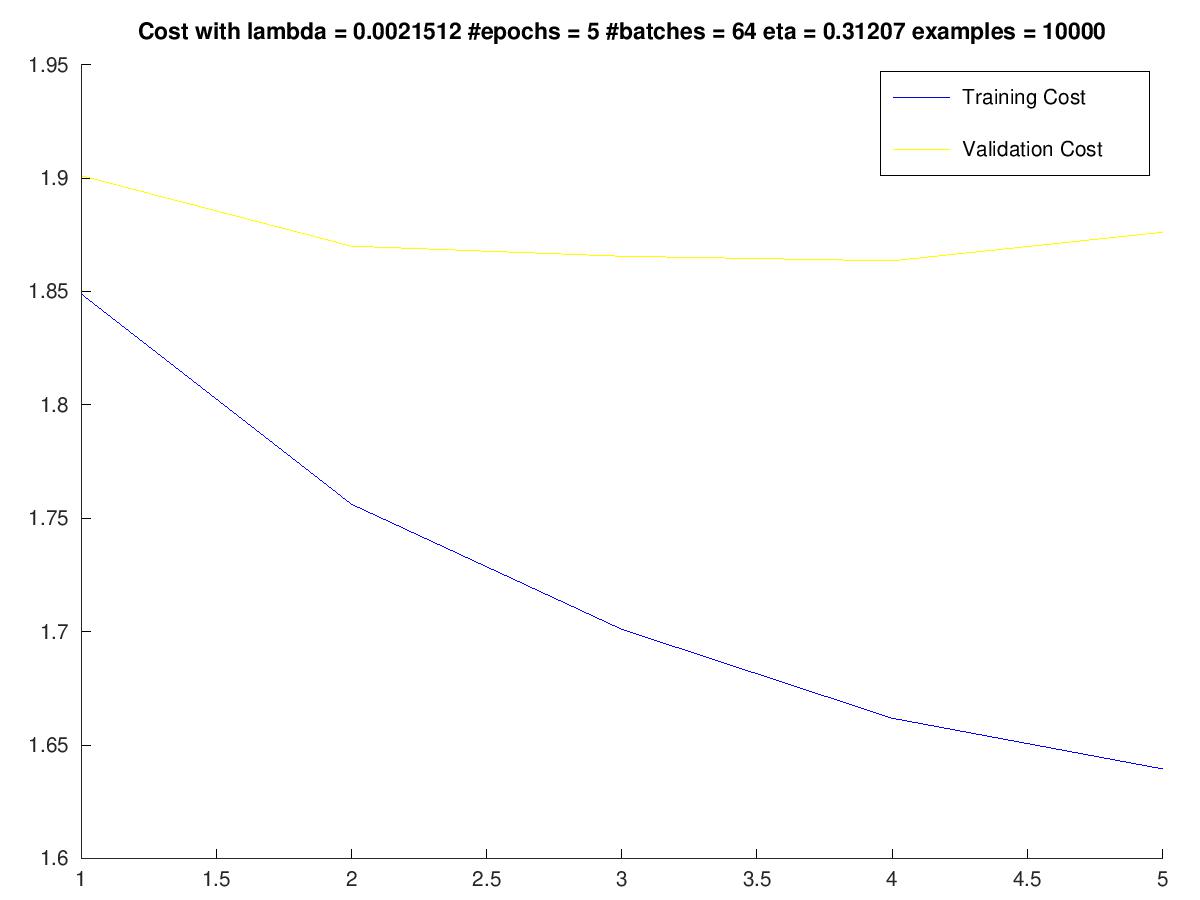 Cost with lambda = 0.0021512 #epochs = 5 #batches = 64 eta = 0.31207 examples = 10000
1.95
Training Cost
Validation Cost
1.9
1.85
1.8
1.75
1.7
1.65
1.6
1 1.5 2 2.5 3 3.5 4 4.5 5